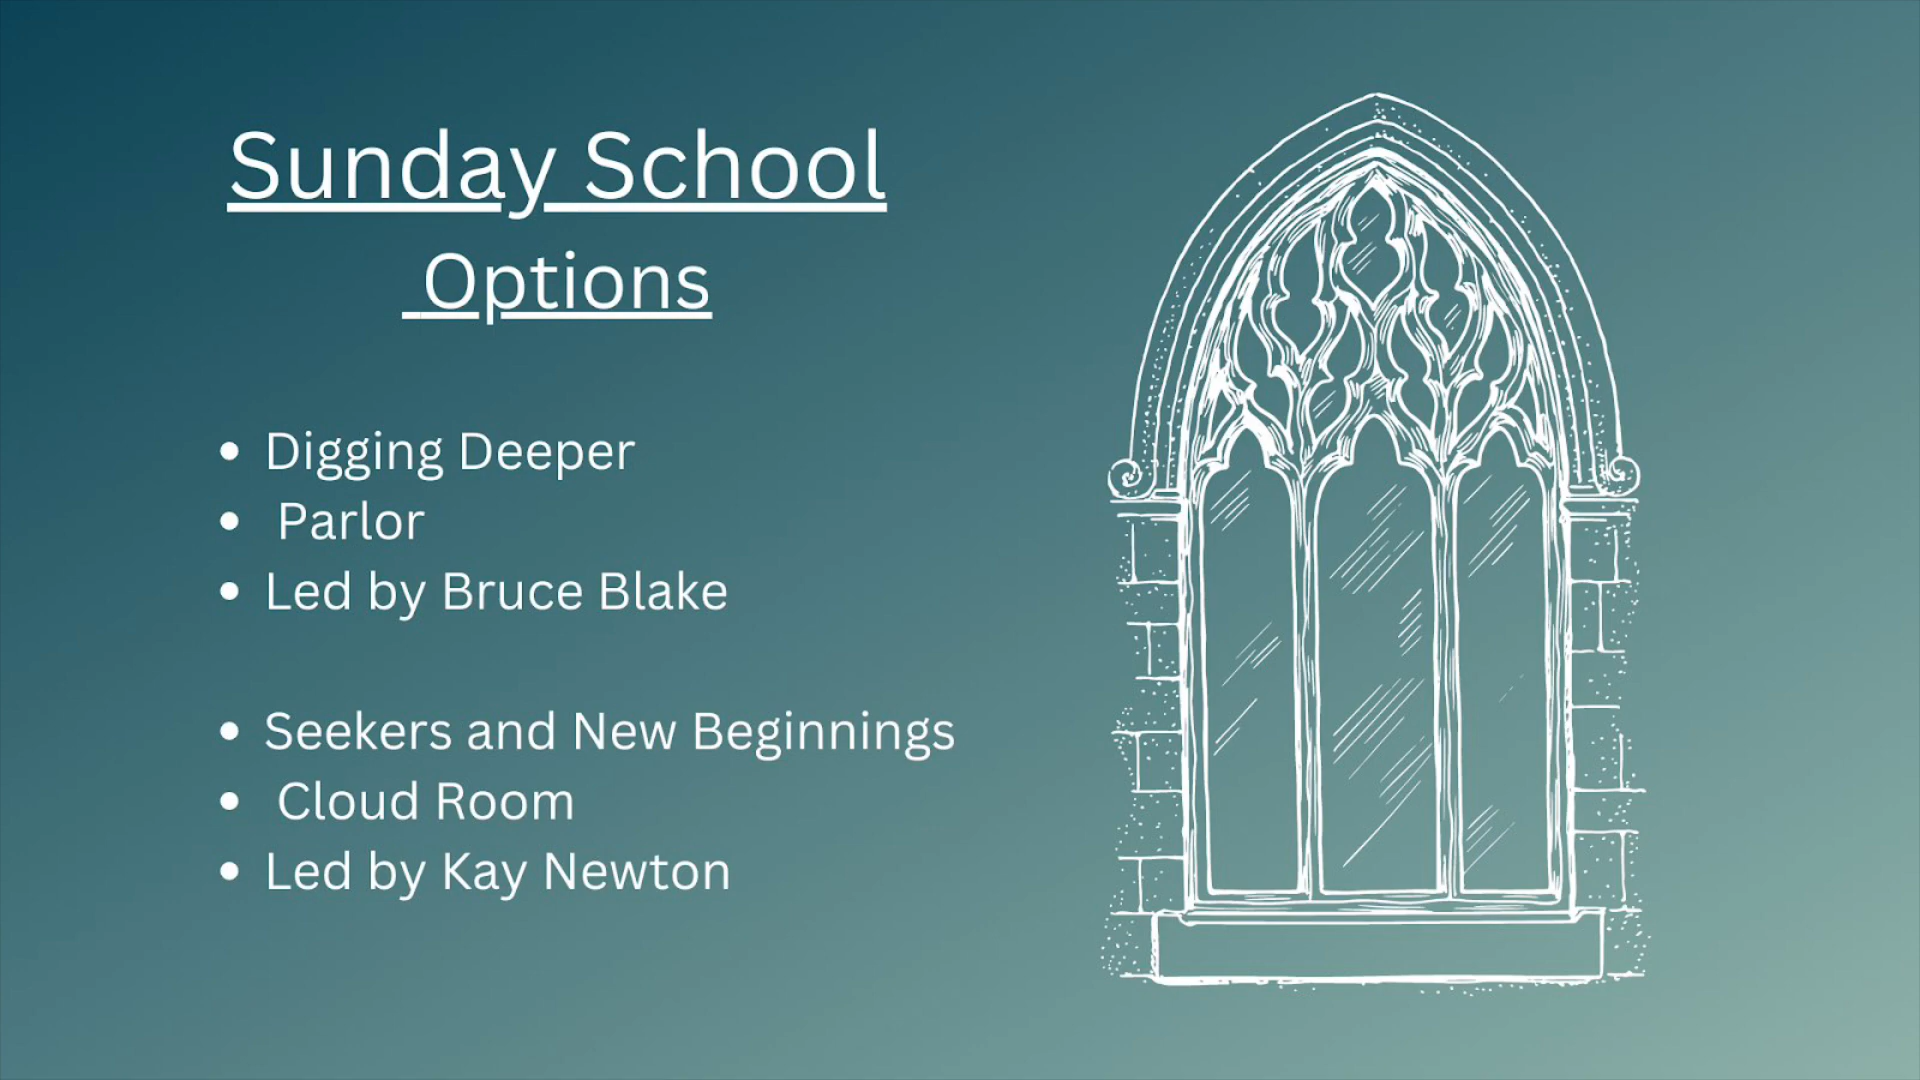 Sunday School
Options
• Digging Deeper
• Parlor
• Led by Bruce Blake
• Seekers and New Beginnings
• Cloud Room
• Led by Kay Newton